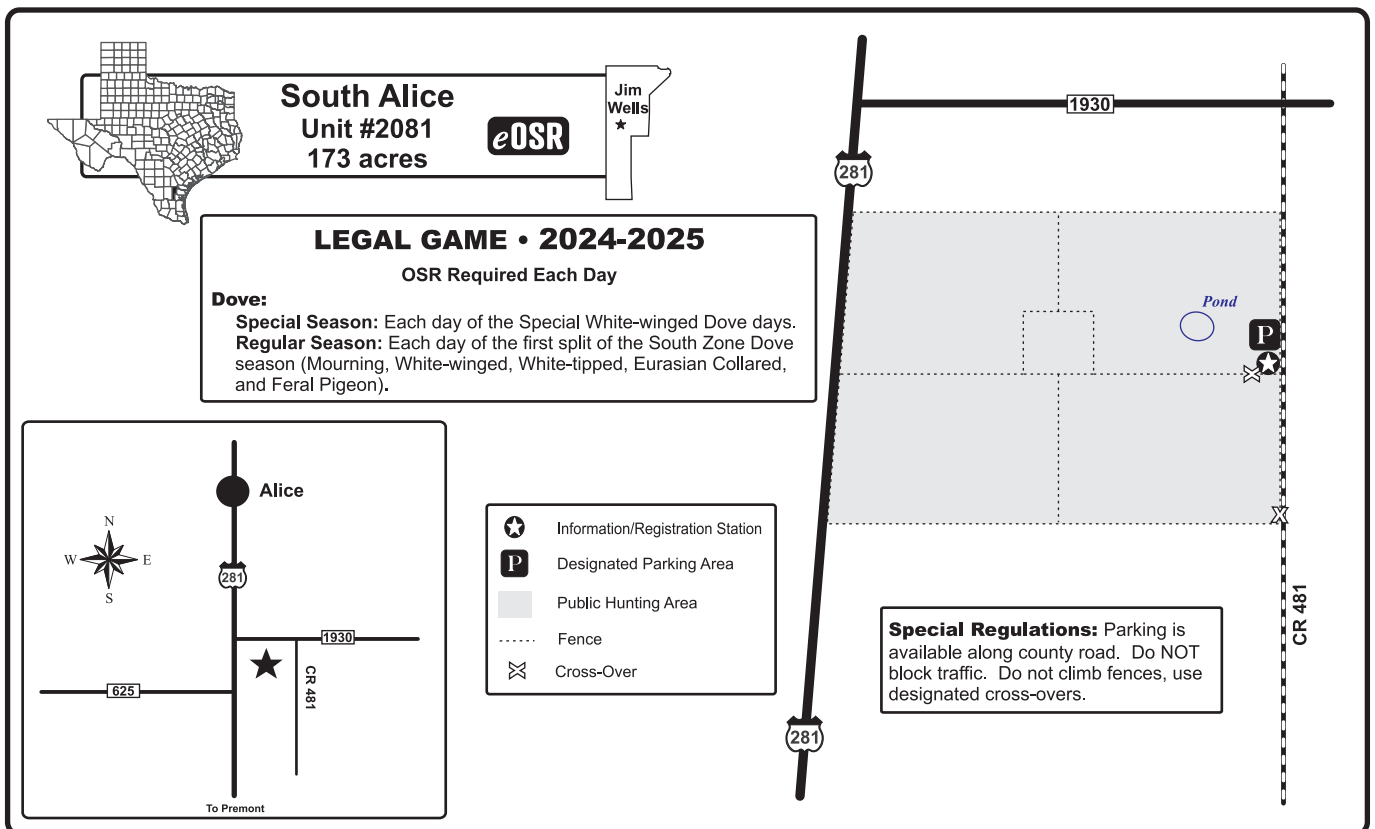 South Alice
Unit #2081
173 acres
eOSR
Jim
Wells
LEGAL GAME • 2024-2025
OSR Required Each Day
Dove:
Special Season: Each day of the Special White-winged Dove days.
Regular Season: Each day of the first split of the South Zone Dove
season (Mourning, White-winged, White-tipped, Eurasian Collared,
and Feral Pigeon).
Alice
N
W E
S
281
1930
CR 481
625
To Premont
Information/Registration Station
P
Designated Parking Area
Public Hunting Area
Fence
Cross-Over
1930
281
Pond
P
CR 481
281
Special Regulations: Parking is
available along county road. Do NOT
block traffic. Do not climb fences, use
designated cross-overs.